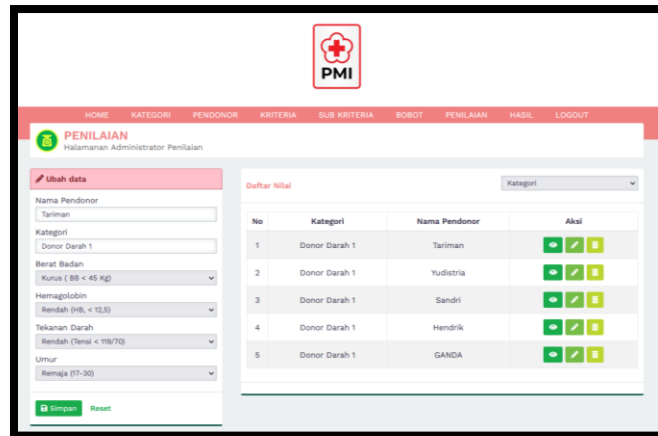 PMI
HOME KATEGORI PENDONOR KRITERIA SUB KRITERIA BOBOT PENILAIAN HASIL LOGOUT
PENILAIAN
Halamanan Administrator Penilaian
Ubah data
Nama Pendonor
Tariman
Kategori
Donor Darah 1
Berat Badan
Kurus ( BB < 45 Kg)
Hemagolobin
Rendah (HB, < 12,5)
Tekanan Darah
Rendah (Tensi < 119/70)
Umur
Remaja (17-30)
Simpan Reset
Daftar Nilai Kategori
No Kategori Nama Pendonor Aksi
1 Donor Darah 1 Tariman
2 Donor Darah 1 Yudistria
3 Donor Darah 1 Sandri
4 Donor Darah 1 Hendrik
5 Donor Darah 1 GANDA